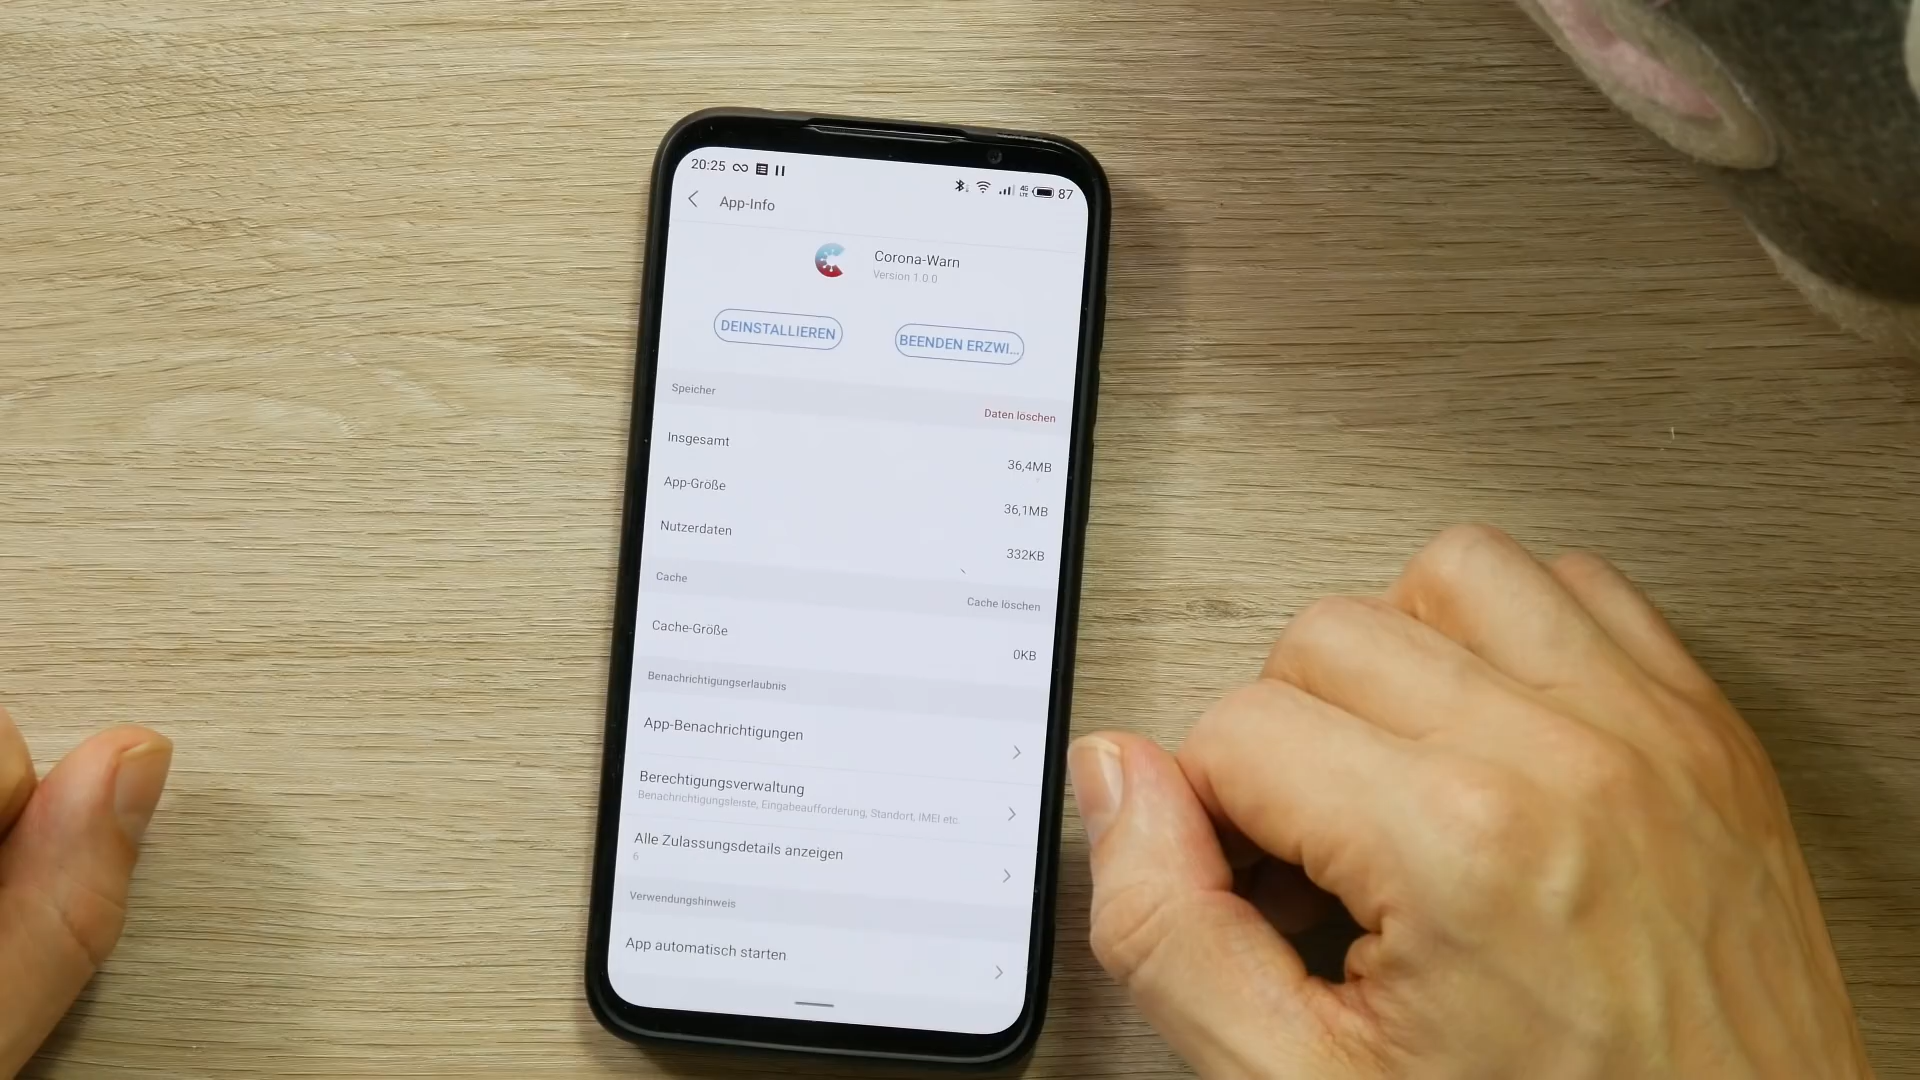 20:25
4G
LTE
87
App-Info
Corona-Warn
Version 1.0.0
DEINSTALLIEREN
BEENDEN ERZWI...
Speicher
Daten löschen
Insgesamt
36,4MB
App-Größe
36,1MB
Nutzerdaten
332KB
Cache
Cache löschen
Cache-Größe
0KB
Benachrichtigungserlaubnis
App-Benachrichtigungen
Berechtigungsverwaltung
Benachrichtigungsleiste, Eingabeaufforderung, Standort, IMEI etc.
Alle Zulassungsdetails anzeigen
6
Verwendungshinweis
App automatisch starten